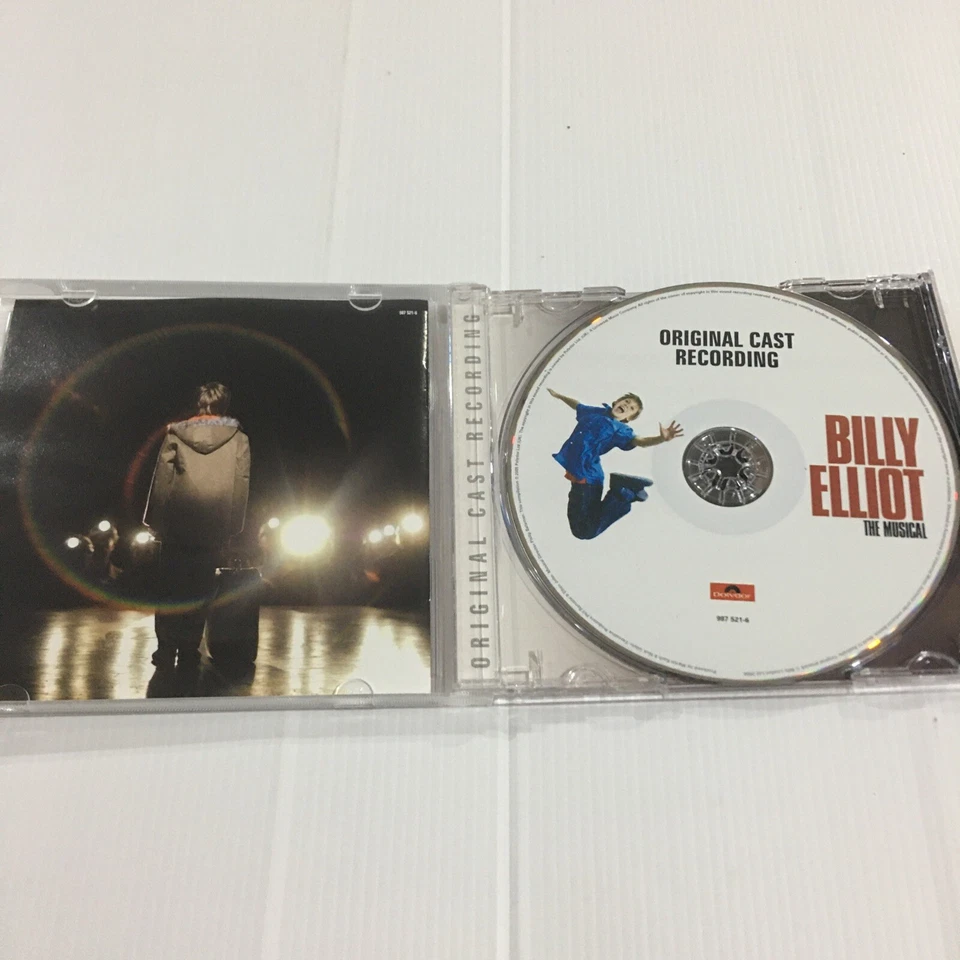 987 521-6
ORIGINAL CAST RECORDING
ORIGINAL CAST
RECORDING
BILLY
ELLIOT
THE MUSICAL
Polydor
987 521-6